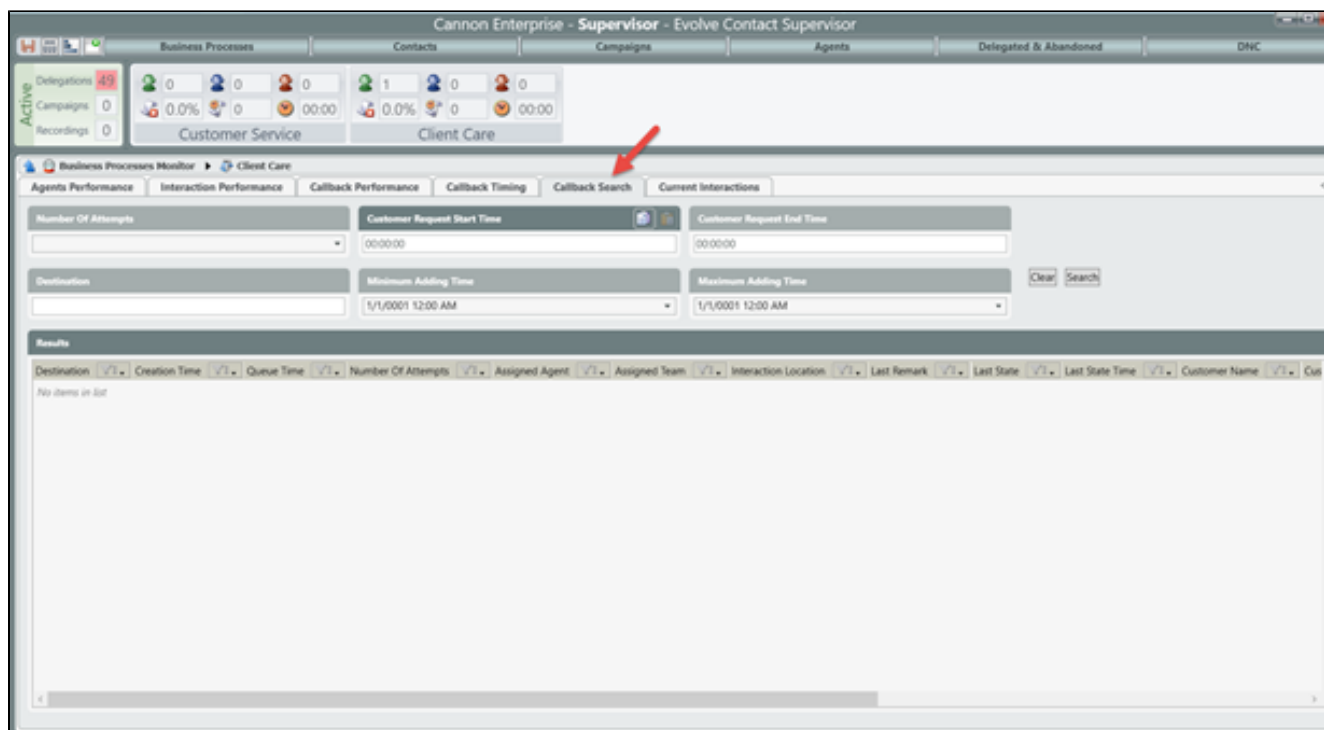 Cannon Enterprise - Supervisor - Evolve Contact Supervisor
Business Processes Contacts Campaigns Agents Delegated & Abandoned DNC
Active
Delegations 49
Campaigns 0
Recordings 0
0 0 0
0.0% 0 00:00
Customer Service
1 0 0
0.0% 0 00:00
Client Care
Business Processes Monitor Client Care
Agents Performance Interaction Performance Callback Performance Callback Timing Callback Search Current Interactions
Number Of Attempts Customer Request Start Time Customer Request End Time
00:00:00 00:00:00
Destination Minimum Adding Time Maximum Adding Time
1/1/0001 12:00 AM 1/1/0001 12:00 AM
Clear Search
Results
Destination Creation Time Queue Time Number Of Attempts Assigned Agent Assigned Team Interaction Location Last Remark Last State Last State Time Customer Name Cus
No items in list